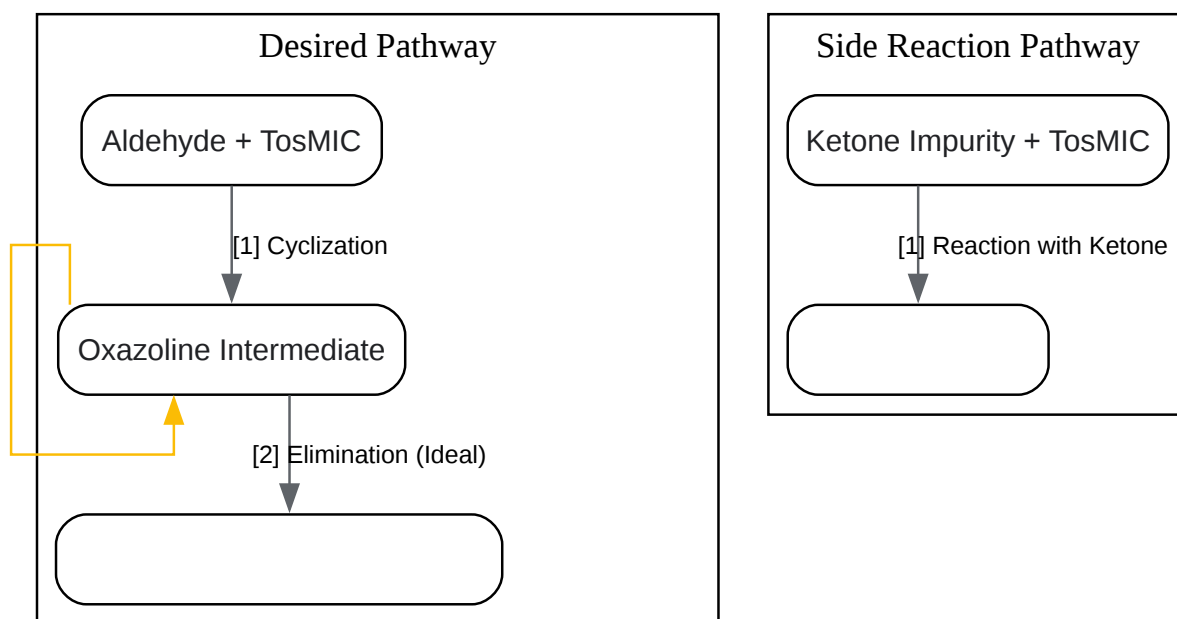 Desired Pathway
Aldehyde + TosMIC
[1] Cyclization
Oxazoline Intermediate
[2] Elimination (Ideal)
Side Reaction Pathway
Ketone Impurity + TosMIC
[1] Reaction with Ketone